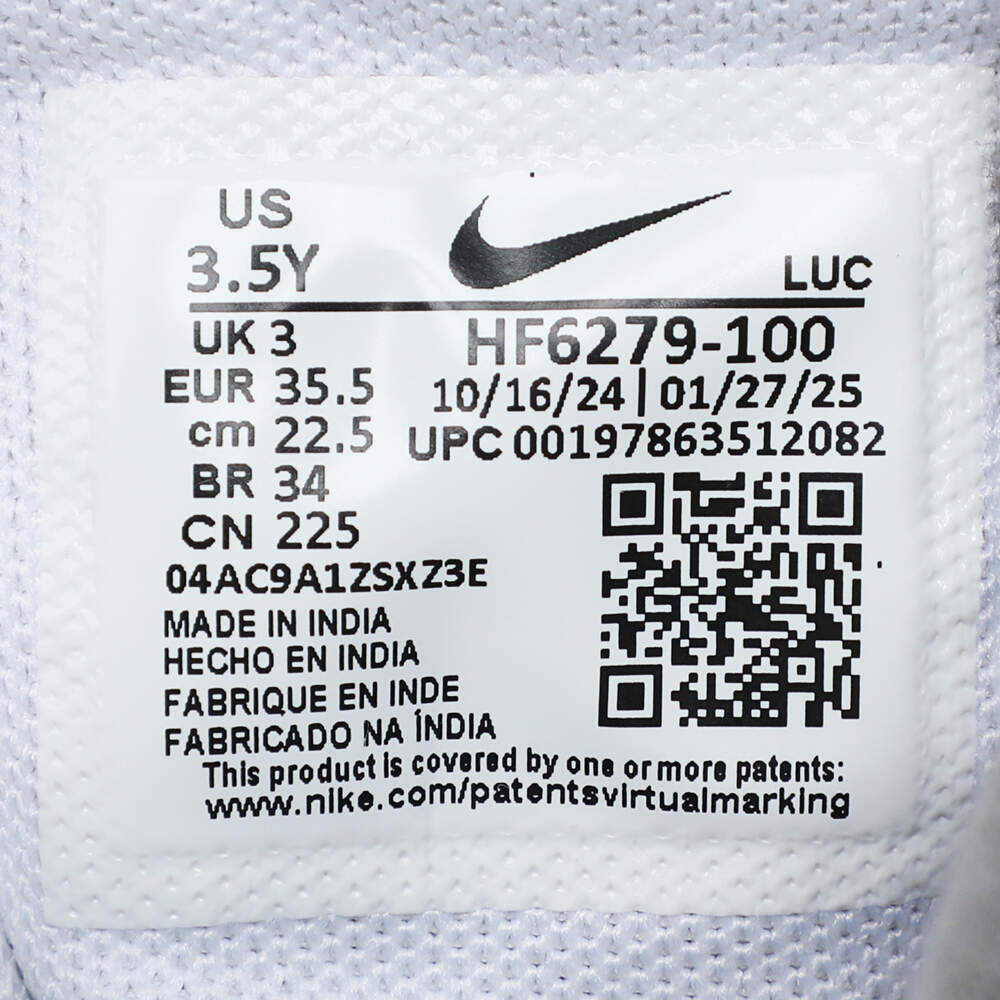 US
3.5Y
LUC
UK 3
HF6279-100
EUR 35.5
10/16/24 | 01/27/25
cm 22.5
UPC 00197863512082
BR 34
CN 225
04AC9A1ZSXZ3E
MADE IN INDIA
HECHO EN INDIA
FABRIQUE EN INDE
FABRICADO NA ÍNDIA
This product is covered by one or more patents:
www.nike.com/patentsvirtualmarking